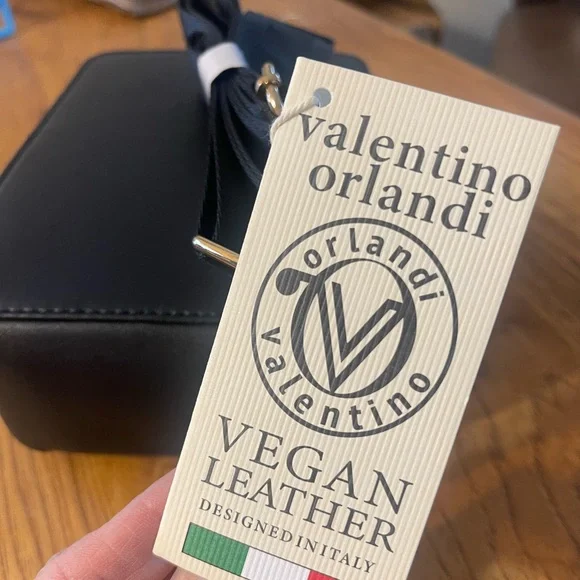 valentino
orlandi
orlandi
valentino
VEGAN
LEATHER
DESIGNED IN ITALY